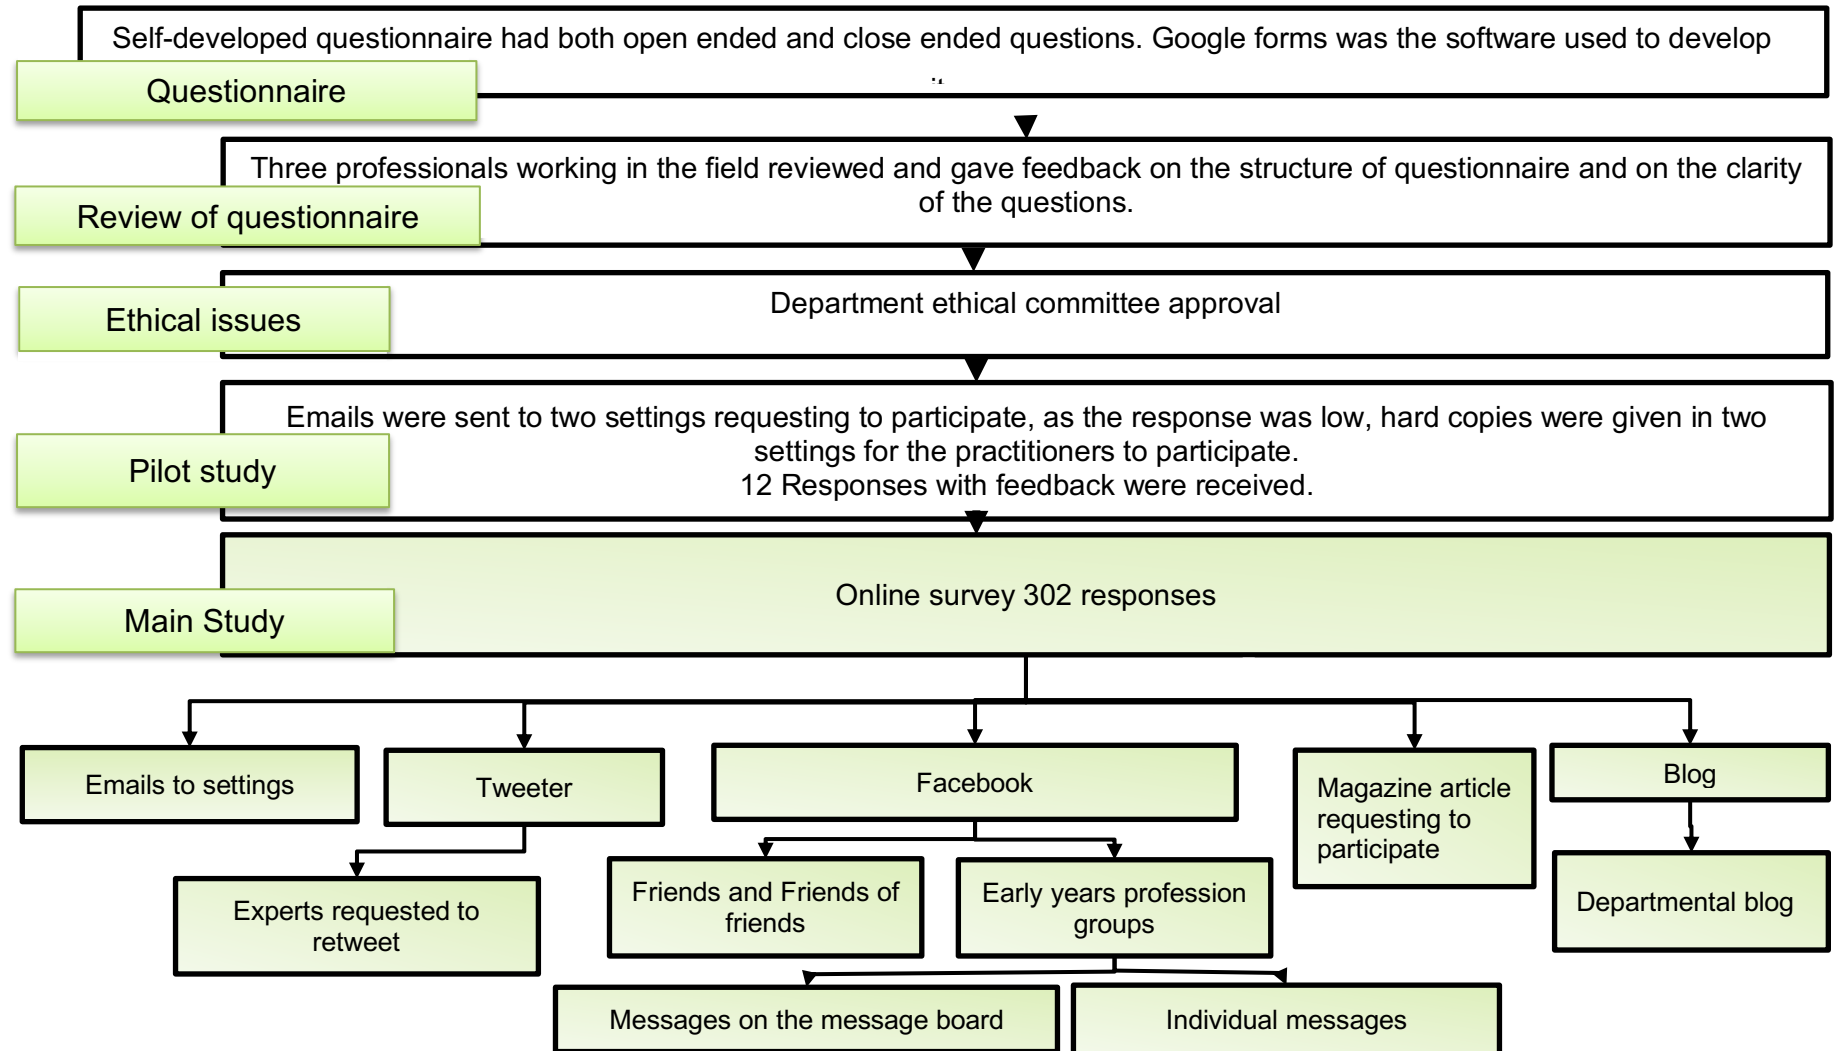 Self-developed questionnaire had both open ended and close ended questions. Google forms was the software used to develop
Questionnaire
Three professionals working in the field reviewed and gave feedback on the structure of questionnaire and on the clarity
of the questions.
Review of questionnaire
Department ethical committee approval
Ethical issues
Emails were sent to two settings requesting to participate, as the response was low, hard copies were given in two
settings for the practitioners to participate.
12 Responses with feedback were received.
Pilot study
Online survey 302 responses
Main Study
Emails to settings
Tweeter
Facebook
Magazine article
requesting to
participate
Blog
Experts requested to
retweet
Friends and Friends of
friends
Early years profession
groups
Departmental blog
Messages on the message board
Individual messages